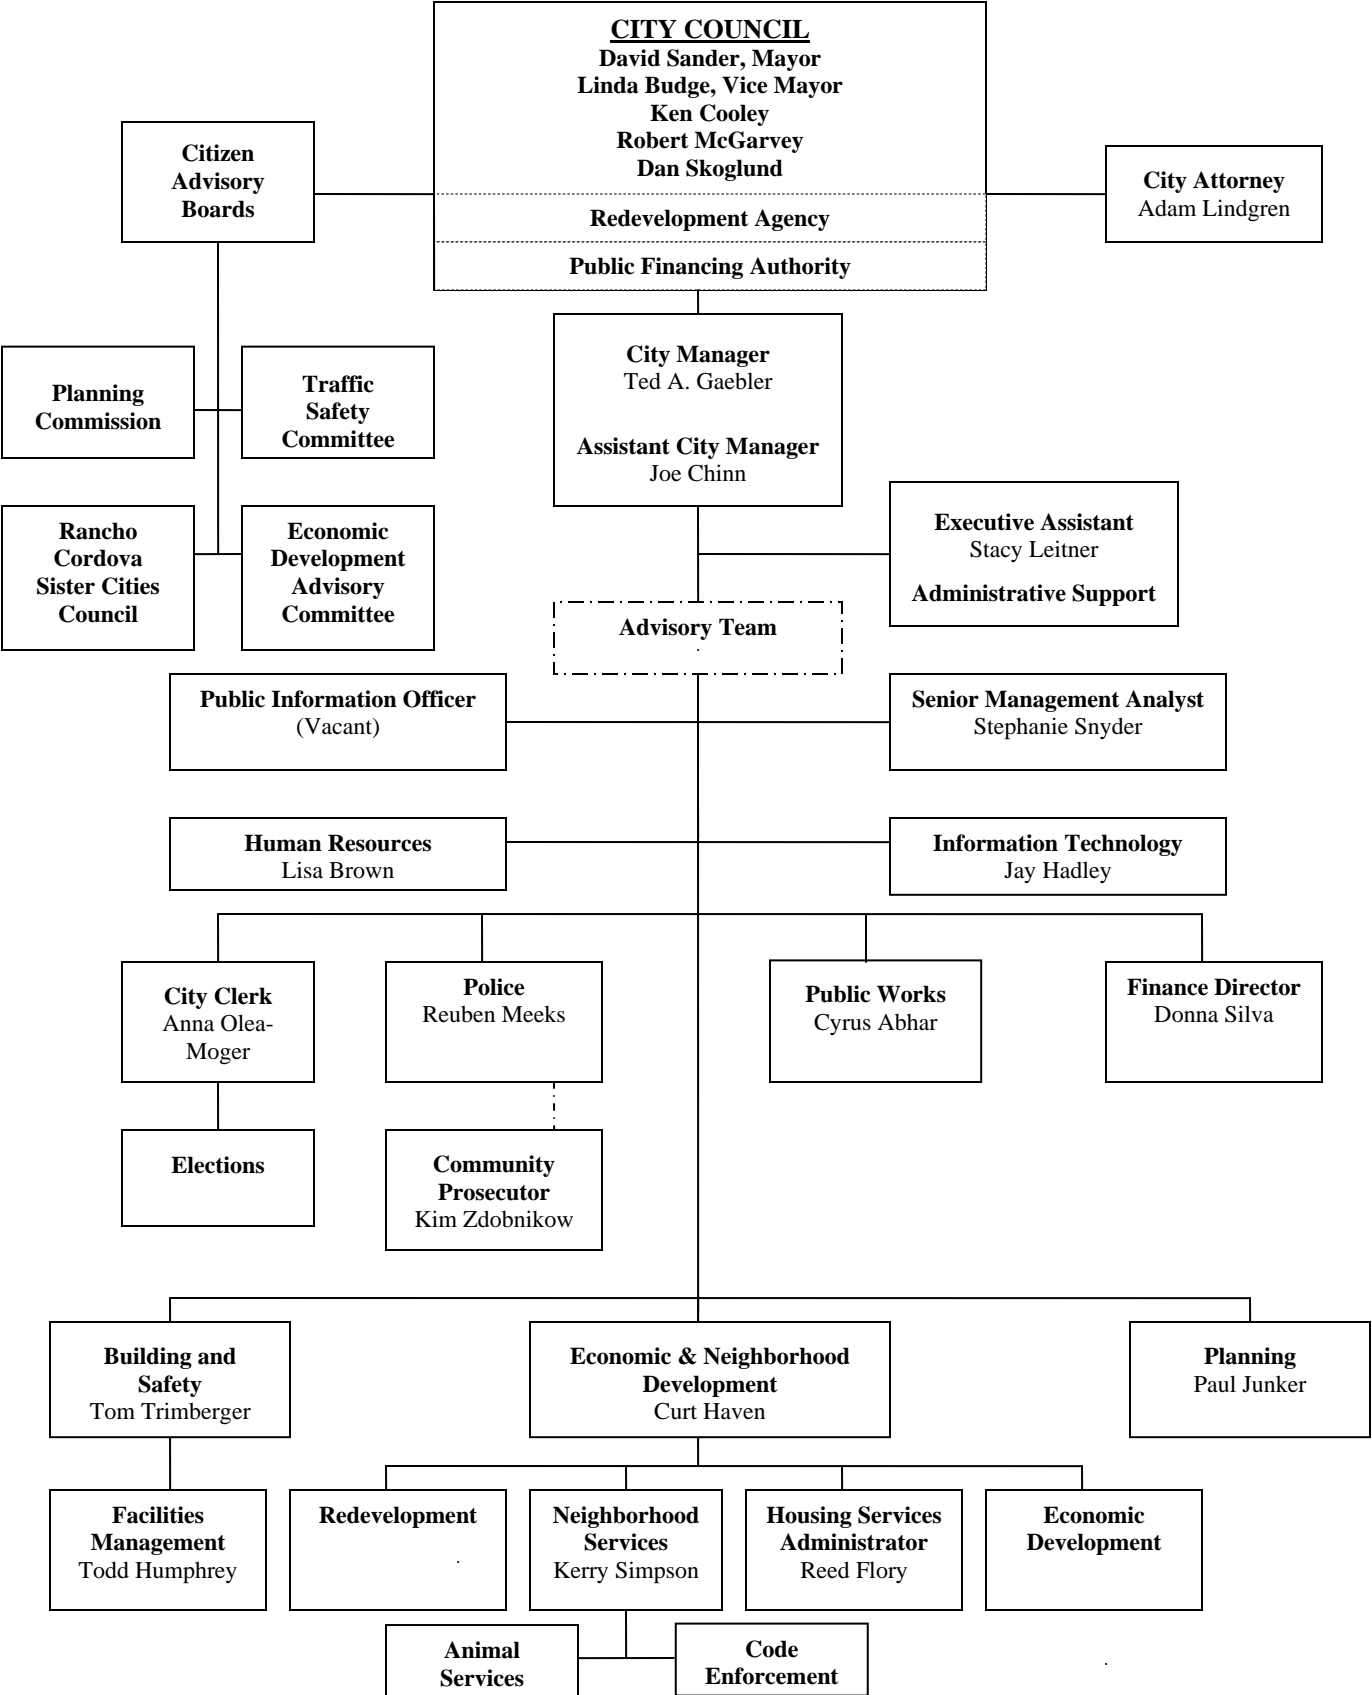 CITY COUNCIL
David Sander, Mayor
Linda Budge, Vice Mayor
Ken Cooley
Robert McGarvey
Dan Skoglund
Redevelopment Agency
Public Financing Authority
Citizen
Advisory
Boards
City Attorney
Adam Lindgren
Planning
Commission
Traffic
Safety
Committee
Rancho
Cordova
Sister Cities
Council
Economic
Development
Advisory
Committee
City Manager
Ted A. Gaebler
Assistant City Manager
Joe Chinn
Executive Assistant
Stacy Leitner
Administrative Support
Advisory Team
Public Information Officer
(Vacant)
Senior Management Analyst
Stephanie Snyder
Human Resources
Lisa Brown
Information Technology
Jay Hadley
City Clerk
Anna Olea-
Moger
Police
Reuben Meeks
Public Works
Cyrus Abhar
Finance Director
Donna Silva
Elections
Community
Prosecutor
Kim Zdobnikow
Building and
Safety
Tom Trimberger
Economic & Neighborhood
Development
Curt Haven
Planning
Paul Junker
Facilities
Management
Todd Humphrey
Redevelopment
Neighborhood
Services
Kerry Simpson
Housing Services
Administrator
Reed Flory
Economic
Development
Animal
Services
Code
Enforcement